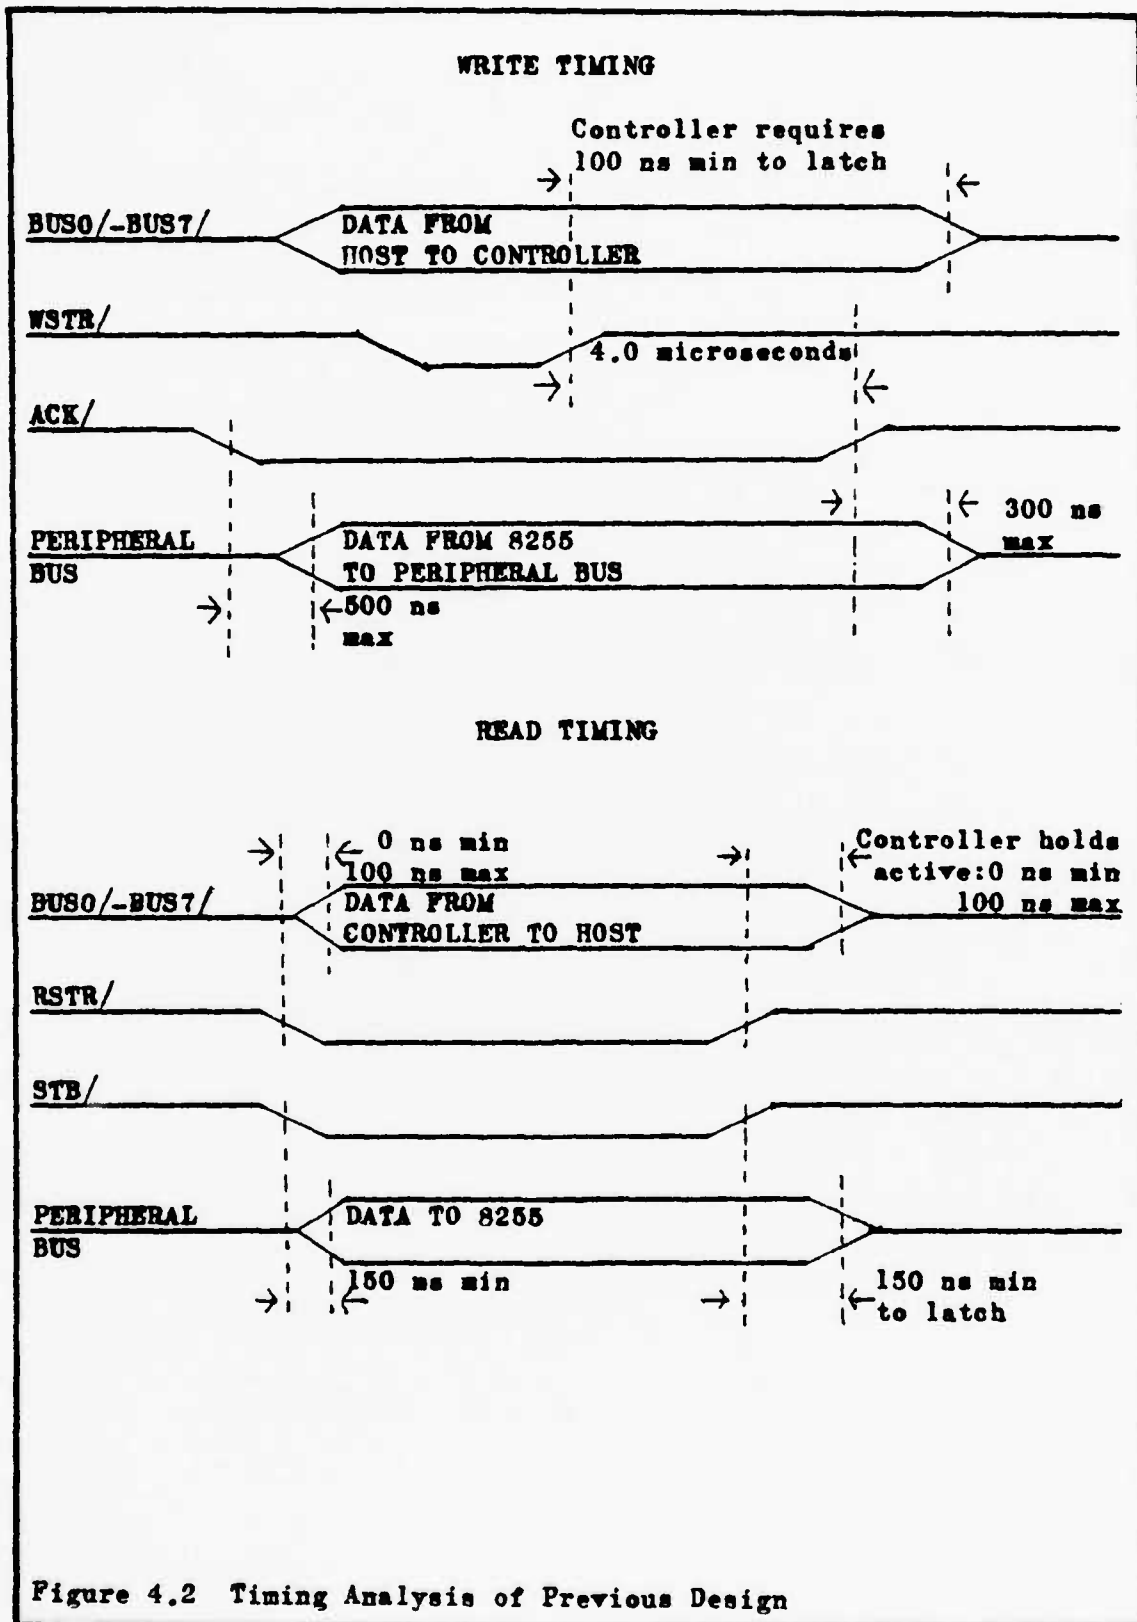 WRITE TIMING
Controller requires
100 ns min to latch
BUS0/-BUS7/
DATA FROM
HOST TO CONTROLLER
WSTR/
4.0 microseconds
ACK/
PERIPHERAL
BUS
DATA FROM 8255
TO PERIPHERAL BUS
300 ns
max
500 ns
max
READ TIMING
0 ns min
100 ns max
Controller holds
active:0 ns min
100 ns max
BUS0/-BUS7/
DATA FROM
CONTROLLER TO HOST
RSTR/
STB/
PERIPHERAL
BUS
DATA TO 8255
150 ns min
150 ns min
to latch
Figure 4.2 Timing Analysis of Previous Design